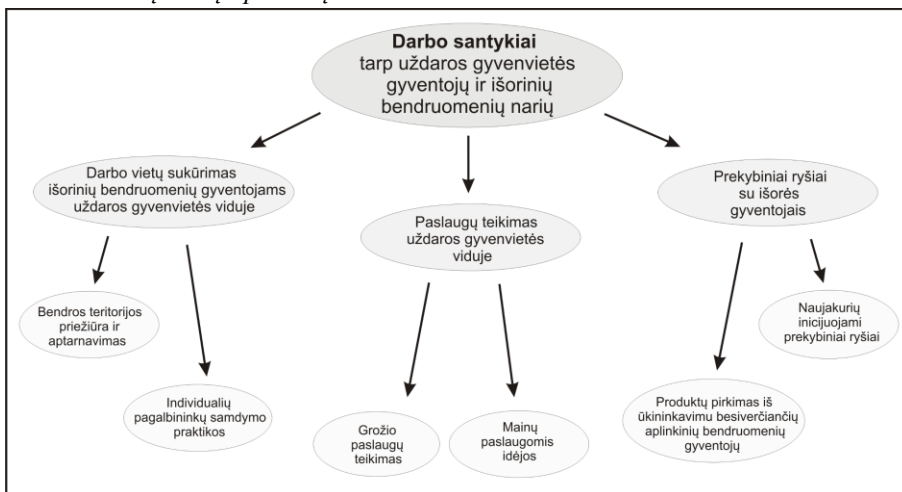 Darbo santykiai
tarp uždaros gyvenvietės
gyventojų ir išorinių
bendruomenių narių
Darbo vietų sukūrimas
išorinių bendruomenių gyventojams
uždaros gyvenvietės viduje
Paslaugų teikimas
uždaros gyvenvietės
viduje
Prekybiniai ryšiai
su išorės
gyventojais
Bendros teritorijos
priežiūra ir
aptarnavimas
Individualių
pagalbininkų samdymo
praktikos
Grožio
paslaugų
teikimas
Mainų
paslaugomis
idėjos
Produktų pirkimas iš
ūkininkavimu besiverčiančių
aplinkinių bendruomenių
gyventojų
Naujakurių
inicijuojami
prekybiniai ryšiai